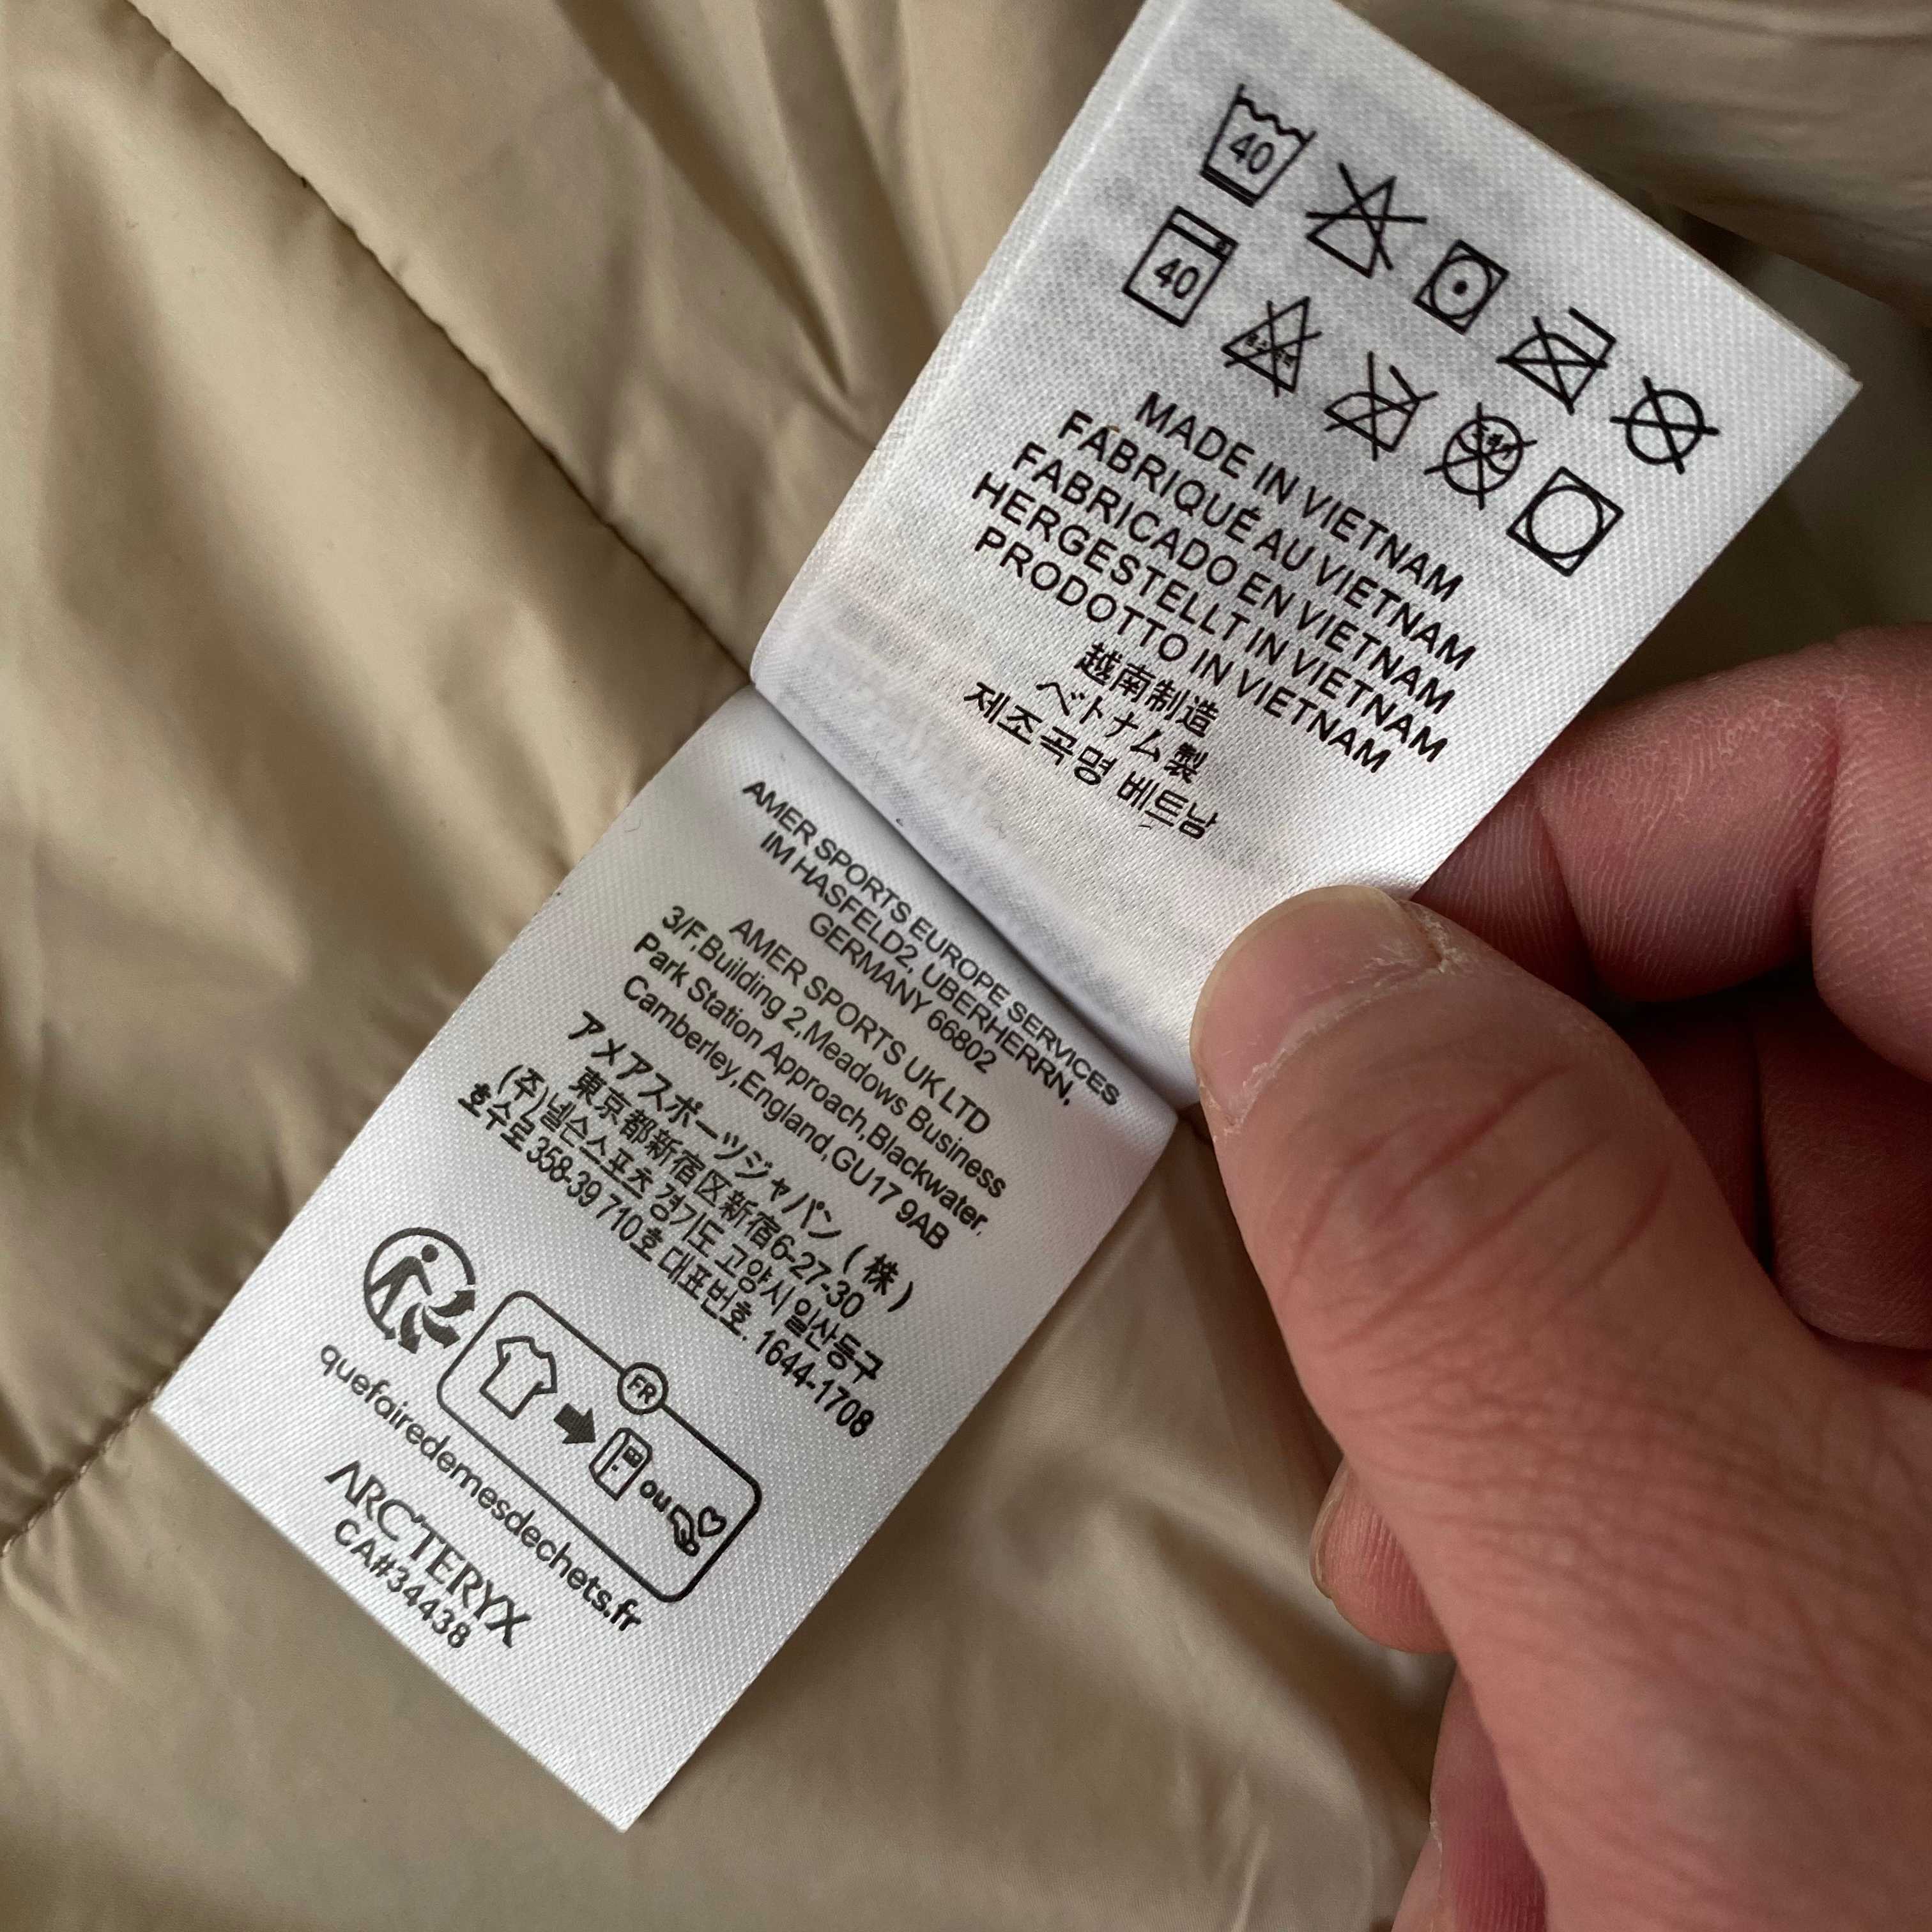 40
40
MADE IN VIETNAM
FABRIQUÉ AU VIETNAM
FABRICADO EN VIETNAM
HERGESTELLT IN VIETNAM
PRODOTTO IN VIETNAM
越南制造
ベトナム製
제조국명 베트남
AMER SPORTS EUROPE SERVICES
IM HASFELD2, UBERHERRN,
GERMANY 66802
AMER SPORTS UK LTD
3/F,Building 2,Meadows Business
Park Station Approach,Blackwater,
Camberley,England,GU17 9AB
アメアスポーツジャパン(株)
東京都新宿区新宿6-27-30
(주)넬슨스포츠 경기도 고양시 일산동구
호수로 358-39 710호 대표번호. 1644-1708
FR
ou
quefairedemesdechets.fr
ARC'TERYX
CA#34438